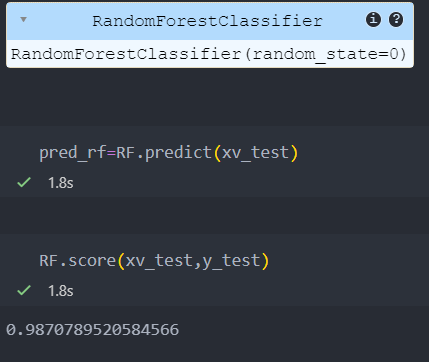 RandomForestClassifier
RandomForestClassifier(random_state=0)
pred_rf=RF.predict(xv_test)
1.8s
RF.score(xv_test,y_test)
1.8s
0.9870789520584566